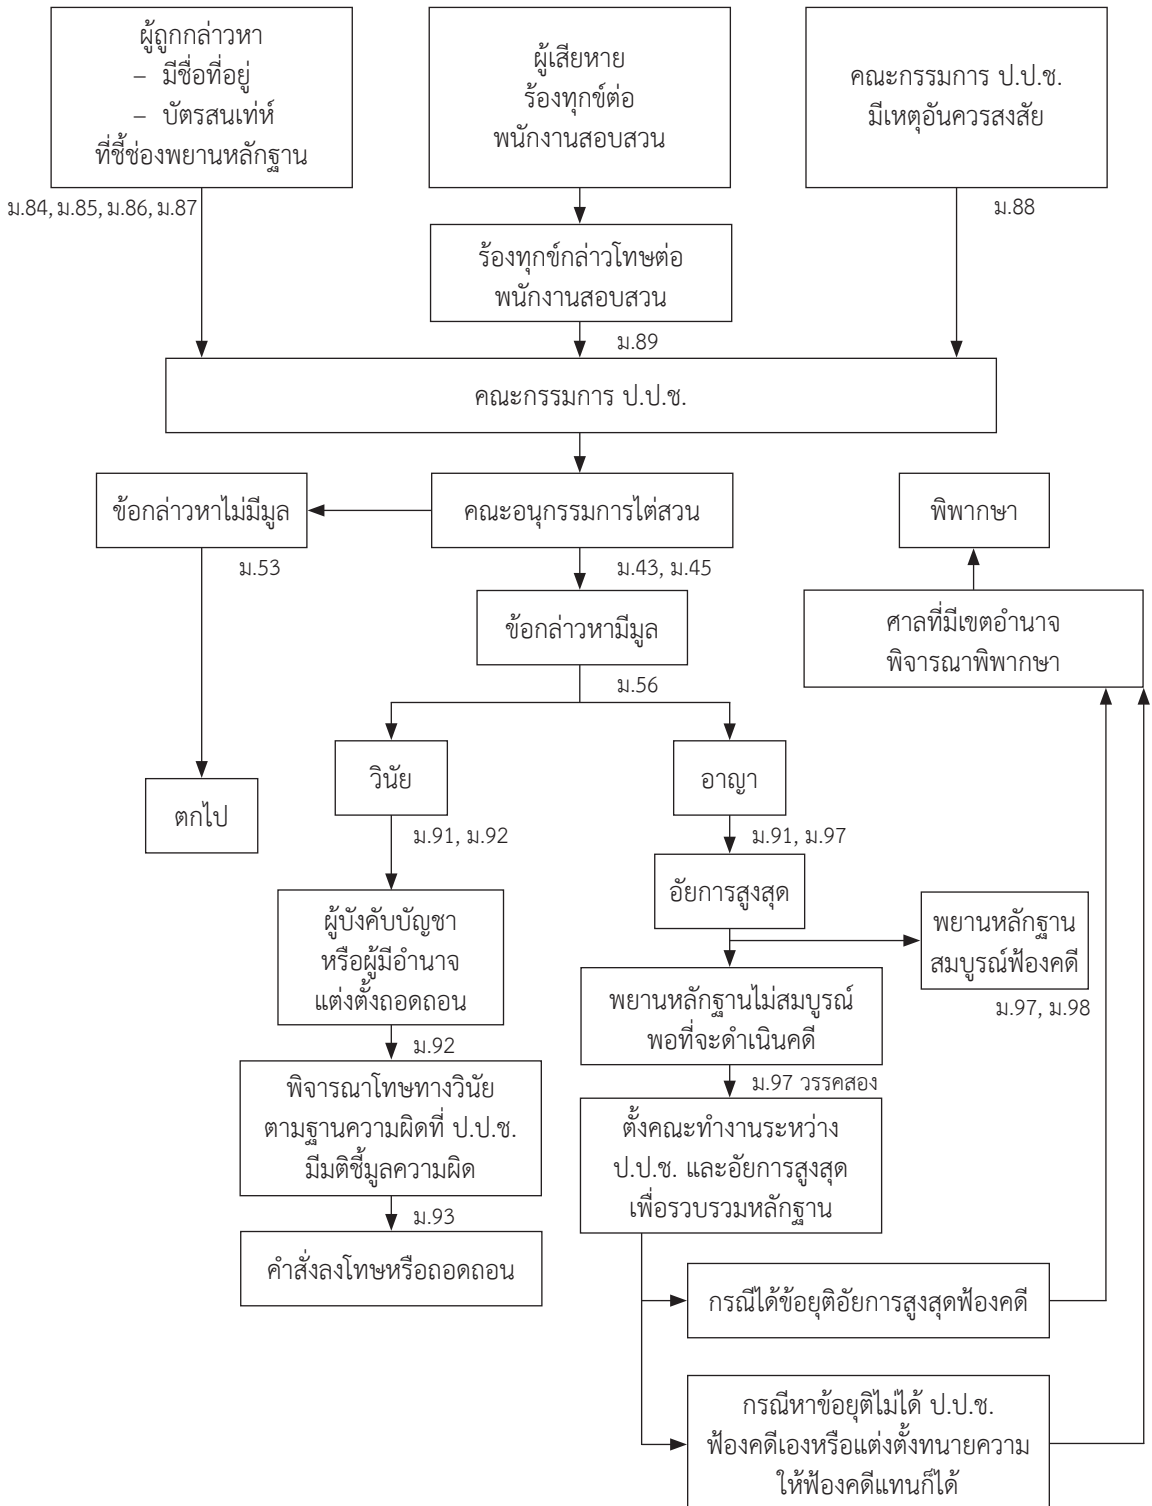 ผู้ถูกกล่าวหา
– มีชื่อที่อยู่
– บัตรสนเท่ห์
ที่ชี้ช่องพยานหลักฐาน
ผู้เสียหาย
ร้องทุกข์ต่อ
พนักงานสอบสวน
คณะกรรมการ ป.ป.ช.
มีเหตุอันควรสงสัย
ม.84, ม.85, ม.86, ม.87
ม.88
ร้องทุกข์กล่าวโทษต่อ
พนักงานสอบสวน
ม.89
คณะกรรมการ ป.ป.ช.
ข้อกล่าวหาไม่มีมูล
คณะอนุกรรมการไต่สวน
พิพากษา
ม.53
ม.43, ม.45
ข้อกล่าวหามีมูล
ศาลที่มีเขตอำนาจ
พิจารณาพิพากษา
ม.56
วินัย
อาญา
ตกไป
ม.91, ม.92
ม.91, ม.97
อัยการสูงสุด
ผู้บังคับบัญชา
หรือผู้มีอำนาจ
แต่งตั้งถอดถอน
พยานหลักฐาน
สมบูรณ์ฟ้องคดี
ม.97, ม.98
พยานหลักฐานไม่สมบูรณ์
พอที่จะดำเนินคดี
ม.92
ม.97 วรรคสอง
พิจารณาโทษทางวินัย
ตามฐานความผิดที่ ป.ป.ช.
มีมติชี้มูลความผิด
ตั้งคณะทำงานระหว่าง
ป.ป.ช. และอัยการสูงสุด
เพื่อรวบรวมหลักฐาน
ม.93
คำสั่งลงโทษหรือถอดถอน
กรณีได้ข้อยุติอัยการสูงสุดฟ้องคดี
กรณีหาข้อยุติไม่ได้ ป.ป.ช.
ฟ้องคดีเองหรือแต่งตั้งทนายความ
ให้ฟ้องคดีแทนก็ได้